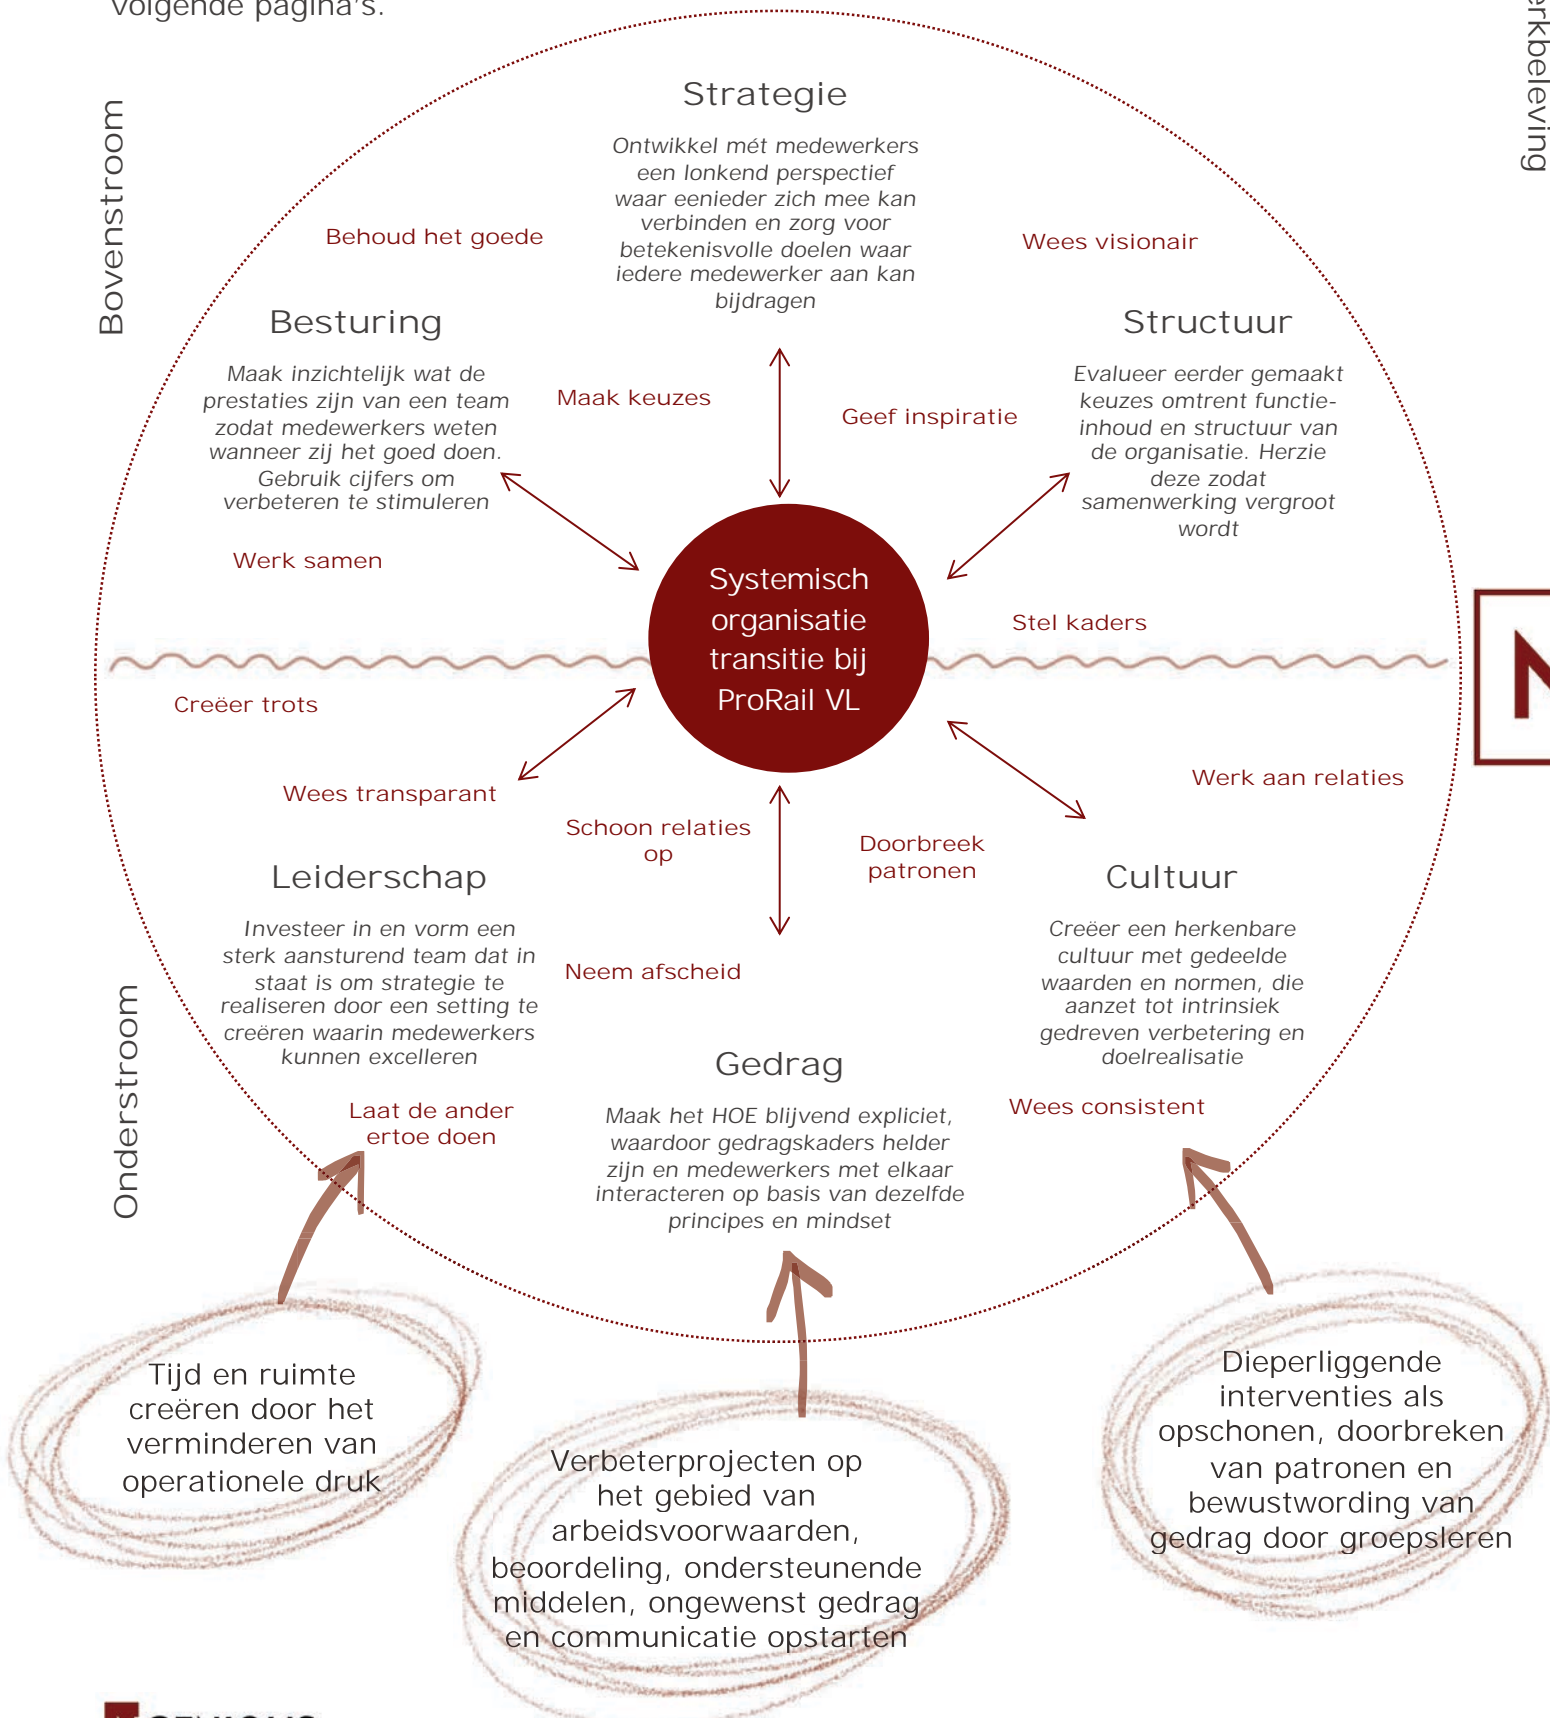 volgende pagina's.
Bovenstroom
Strategie
Ontwikkel mét medewerkers
een lonkend perspectief
waar eenieder zich mee kan
verbinden en zorg voor
betekenisvolle doelen waar
iedere medewerker aan kan
bijdragen
Behoud het goede
Wees visionair
Besturing
Maak inzichtelijk wat de
prestaties zijn van een team
zodat medewerkers weten
wanneer zij het goed doen.
Gebruik cijfers om
verbeteren te stimuleren
Maak keuzes
Geef inspiratie
Structuur
Evalueer eerder gemaakt
keuzes omtrent functie-
inhoud en structuur van
de organisatie. Herzie
deze zodat
samenwerking vergroot
wordt
Werk samen
Systemisch
organisatie
transitie bij
ProRail VL
Stel kaders
Creëer trots
Wees transparant
Schoon relaties
op
Doorbreek
patronen
Werk aan relaties
Onderstroom
Leiderschap
Investeer in en vorm een
sterk aansturend team dat in
staat is om strategie te
realiseren door een setting te
creëren waarin medewerkers
kunnen excelleren
Neem afscheid
Cultuur
Creëer een herkenbare
cultuur met gedeelde
waarden en normen, die
aanzet tot intrinsiek
gedreven verbetering en
doelrealisatie
Laat de ander
ertoe doen
Gedrag
Maak het HOE blijvend expliciet,
waardoor gedragskaders helder
zijn en medewerkers met elkaar
interacteren op basis van dezelfde
principes en mindset
Wees consistent
Tijd en ruimte
creëren door het
verminderen van
operationele druk
Verbeterprojecten op
het gebied van
arbeidsvoorwaarden,
beoordeling, ondersteunende
middelen, ongewenst gedrag
en communicatie opstarten
Dieperliggende
interventies als
opschonen, doorbreken
van patronen en
bewustwording van
gedrag door groepsleren